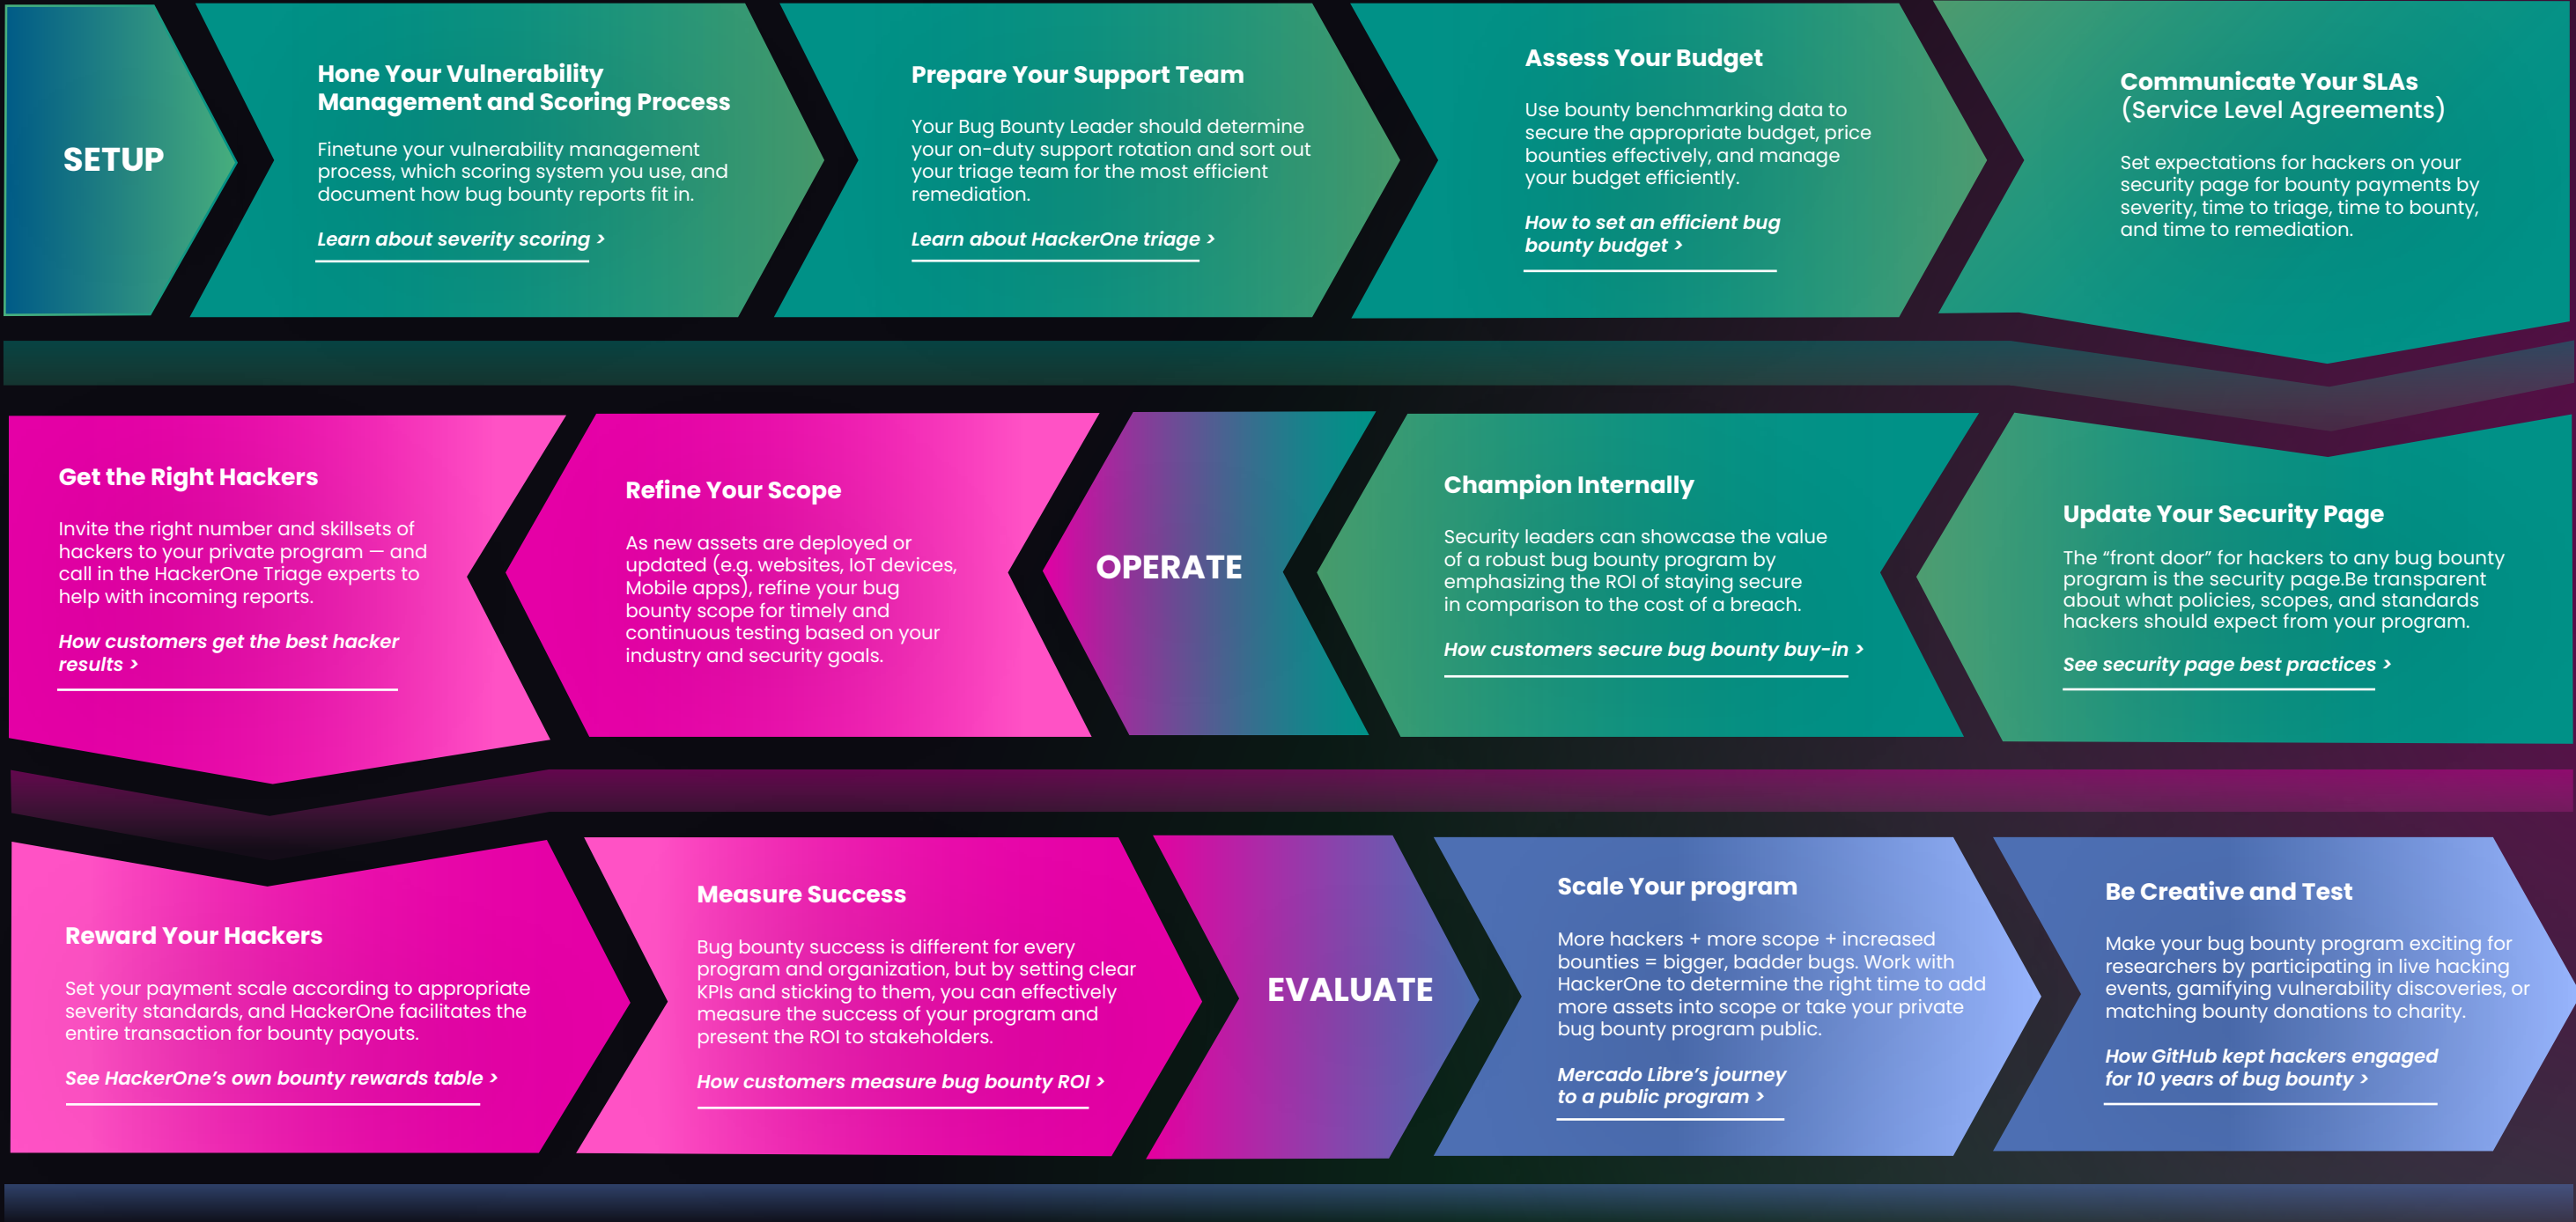 SETUP
Hone Your Vulnerability
Management and Scoring Process
Finetune your vulnerability management
process, which scoring system you use, and
document how bug bounty reports fit in.
Learn about severity scoring >
Prepare Your Support Team
Your Bug Bounty Leader should determine
your on-duty support rotation and sort out
your triage team for the most efficient
remediation.
Learn about HackerOne triage >
Assess Your Budget
Use bounty benchmarking data to
secure the appropriate budget, price
bounties effectively, and manage
your budget efficiently.
How to set an efficient bug
bounty budget >
Communicate Your SLAs
(Service Level Agreements)
Set expectations for hackers on your
security page for bounty payments by
severity, time to triage, time to bounty,
and time to remediation.
Update Your Security Page
The “front door” for hackers to any bug bounty
program is the security page.Be transparent
about what policies, scopes, and standards
hackers should expect from your program.
See security page best practices >
Champion Internally
Security leaders can showcase the value
of a robust bug bounty program by
emphasizing the ROI of staying secure
in comparison to the cost of a breach.
How customers secure bug bounty buy-in >
OPERATE
Refine Your Scope
As new assets are deployed or
updated (e.g. websites, IoT devices,
Mobile apps), refine your bug
bounty scope for timely and
continuous testing based on your
industry and security goals.
Get the Right Hackers
Invite the right number and skillsets of
hackers to your private program — and
call in the HackerOne Triage experts to
help with incoming reports.
How customers get the best hacker
results >
Reward Your Hackers
Set your payment scale according to appropriate
severity standards, and HackerOne facilitates the
entire transaction for bounty payouts.
See HackerOne’s own bounty rewards table >
Measure Success
Bug bounty success is different for every
program and organization, but by setting clear
KPIs and sticking to them, you can effectively
measure the success of your program and
present the ROI to stakeholders.
How customers measure bug bounty ROI >
EVALUATE
Scale Your program
More hackers + more scope + increased
bounties = bigger, badder bugs. Work with
HackerOne to determine the right time to add
more assets into scope or take your private
bug bounty program public.
Mercado Libre’s journey
to a public program >
Be Creative and Test
Make your bug bounty program exciting for
researchers by participating in live hacking
events, gamifying vulnerability discoveries, or
matching bounty donations to charity.
How GitHub kept hackers engaged
for 10 years of bug bounty >